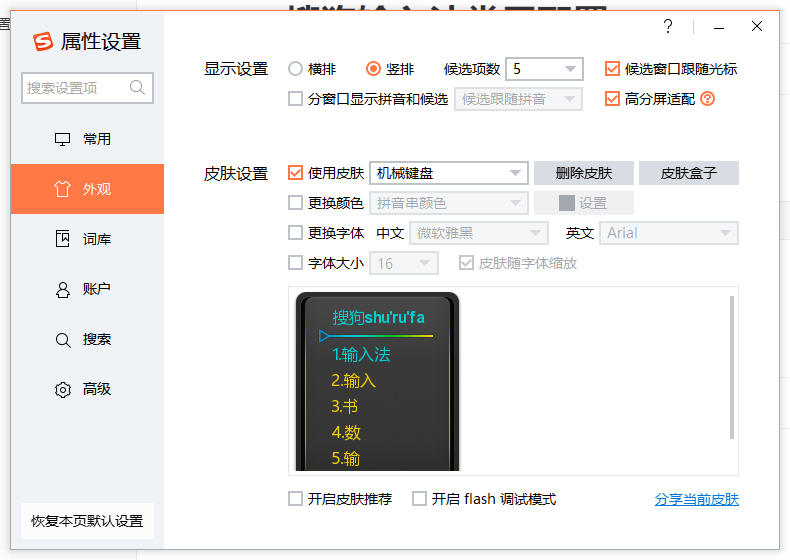 属性设置
搜索设置项
常用
外观
词库
账户
搜索
高级
恢复本页默认设置
显示设置 横排 竖排 候选项数 5 候选窗口跟随光标
分窗口显示拼音和候选 候选跟随拼音 高分屏适配
皮肤设置 使用皮肤 机械键盘 删除皮肤 皮肤盒子
更换颜色 拼音串颜色 设置
更换字体 中文 微软雅黑 英文 Arial
字体大小 16 皮肤随字体缩放
搜狗shu'ru'fa
1.输入法
2.输入
3.书
4.数
5.输
开启皮肤推荐 开启 flash 调试模式 分享当前皮肤